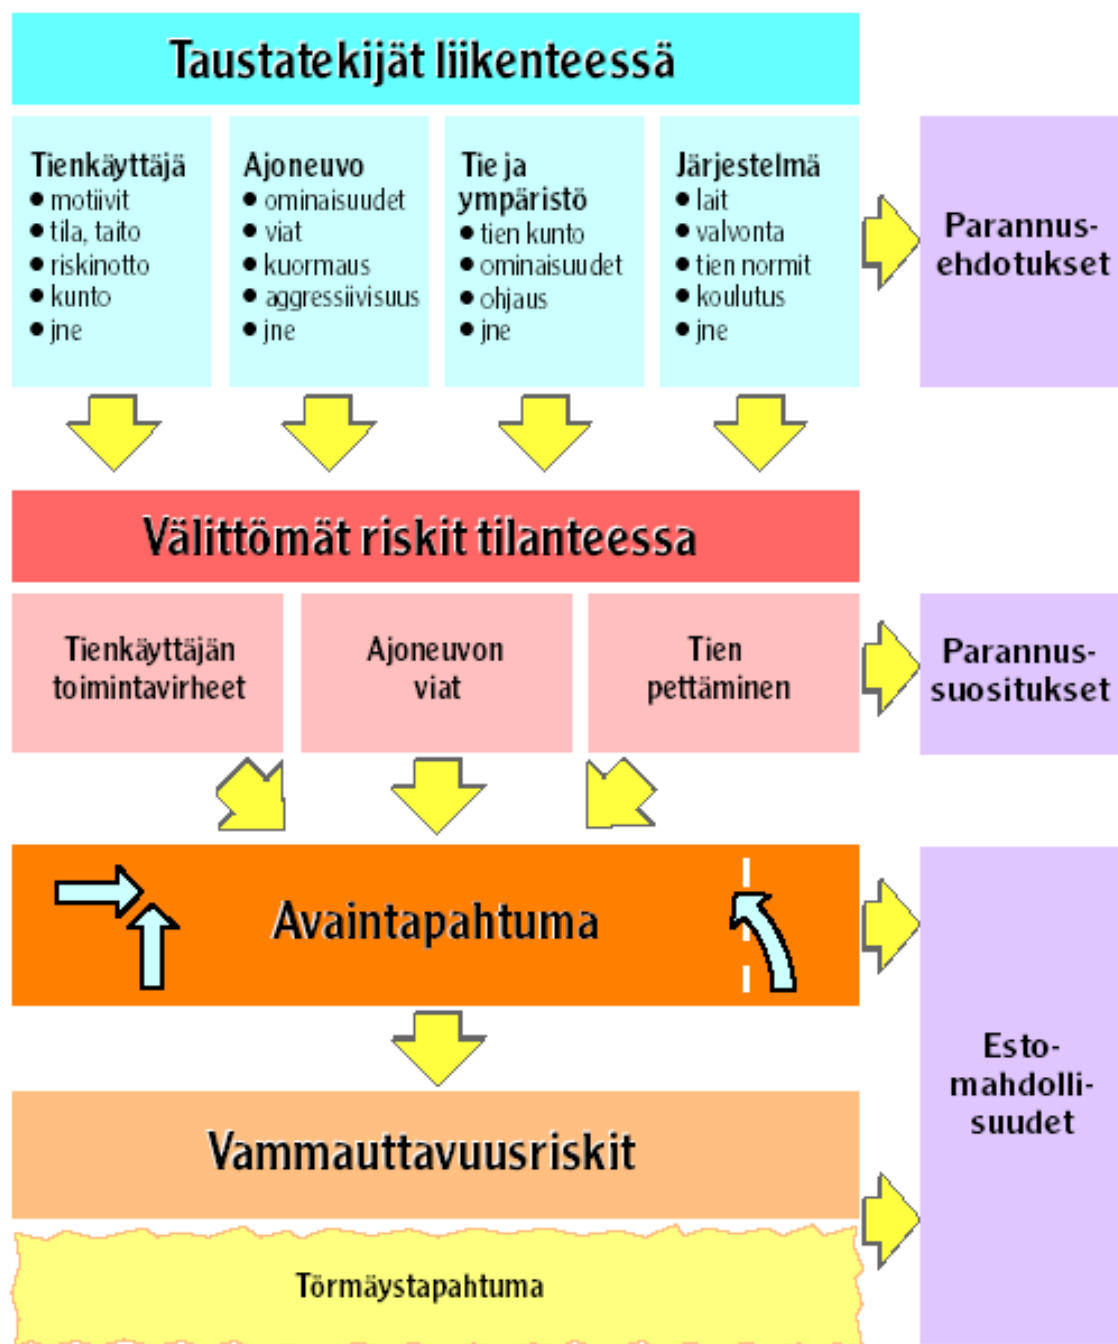 Taustatekijät liikenteessä
Tienkäyttäjä
• motiivit
• tila, taito
• riskinotto
• kunto
• jne
Ajoneuvo
• ominaisuudet
• viat
• kuormaus
• aggressiivisuus
• jne
Tie ja
ympäristö
• tien kunto
• ominaisuudet
• ohjaus
• jne
Järjestelmä
• lait
• valvonta
• tien normit
• koulutus
• jne
Parannus-
ehdotukset
Välittömät riskit tilanteessa
Tienkäyttäjän
toimintavirheet
Ajoneuvon
viat
Tien
pettäminen
Parannus-
suositukset
Avaintapahtuma
Esto-
mahdolli-
suudet
Vammauttavuusriskit
Törmäystapahtuma